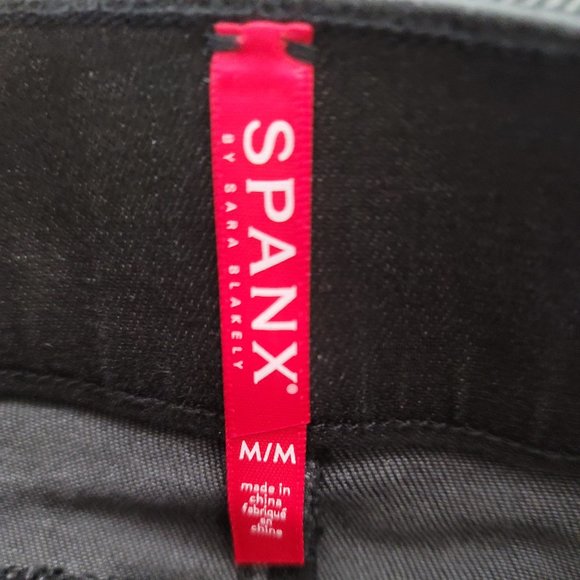 SPANX®
BY SARA BLAKELY
M/M
made in
china
fabriqué
en
chine